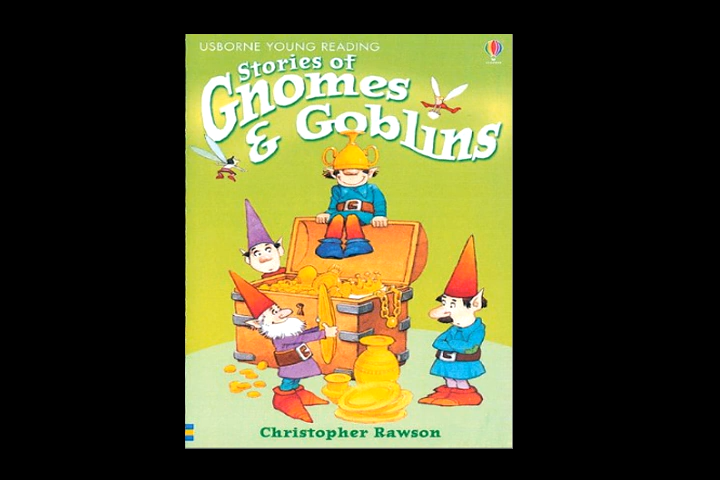 USBORNE YOUNG READING
Stories of
Gnomes
& Goblins
Christopher Rawson